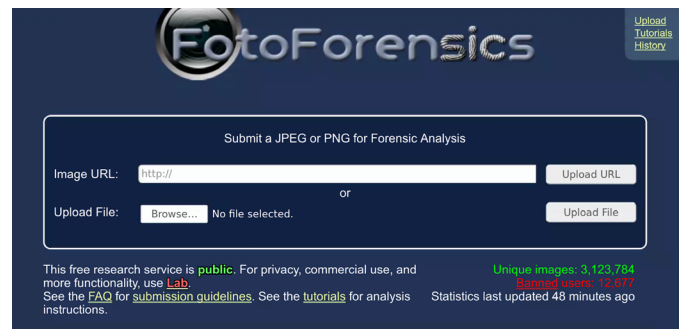 FotoForensics
Upload
Tutorials
History
Submit a JPEG or PNG for Forensic Analysis
Image URL: http:// Upload URL
or
Upload File: Browse... No file selected. Upload File
This free research service is public. For privacy, commercial use, and
more functionality, use Lab.
See the FAQ for submission guidelines. See the tutorials for analysis
instructions.
Unique images: 3,123,784
Banned users: 12,677
Statistics last updated 48 minutes ago